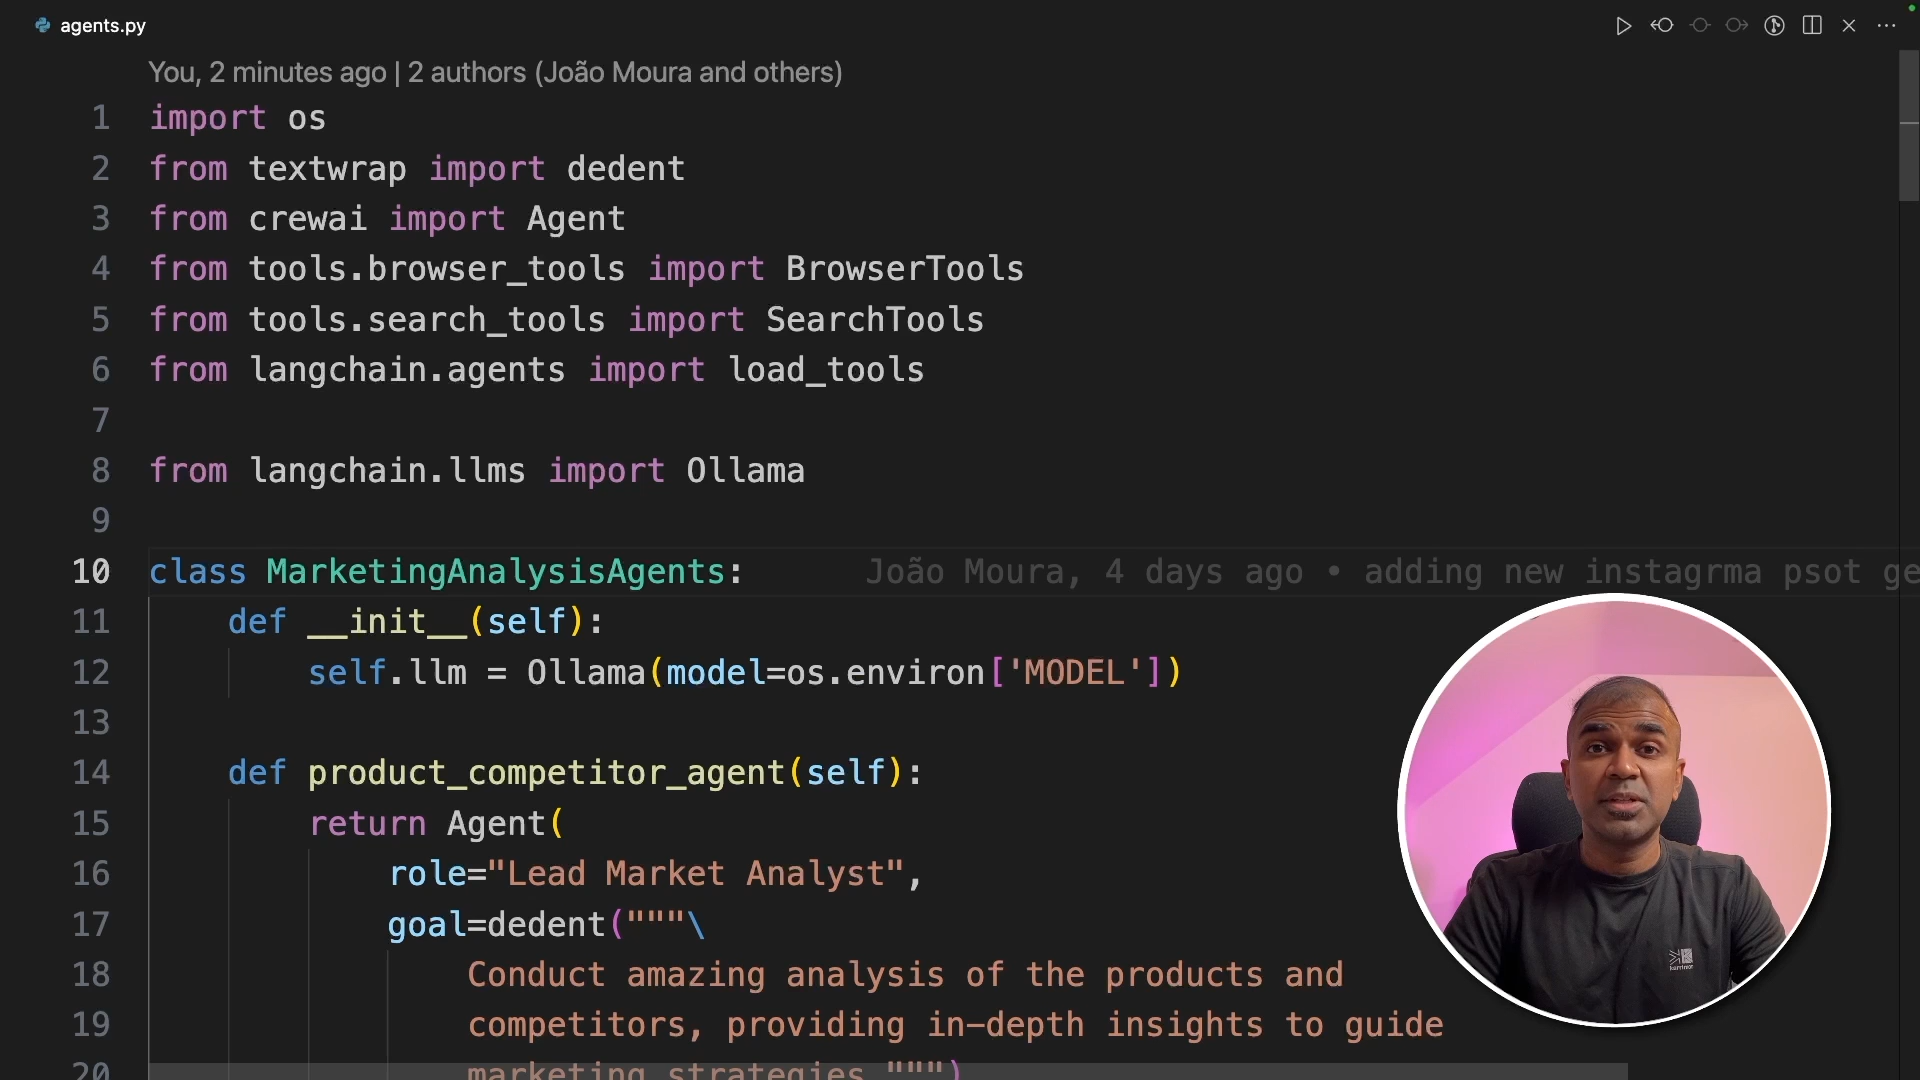 agents.py
You, 2 minutes ago | 2 authors (João Moura and others)
1 import os
2 from textwrap import dedent
3 from crewai import Agent
4 from tools.browser_tools import BrowserTools
5 from tools.search_tools import SearchTools
6 from langchain.agents import load_tools
7
8 from langchain.llms import Ollama
9
10 class MarketingAnalysisAgents: João Moura, 4 days ago • adding new instagrma psot ge
11 def __init__(self):
12 self.llm = Ollama(model=os.environ['MODEL'])
13
14 def product_competitor_agent(self):
15 return Agent(
16 role="Lead Market Analyst",
17 goal=dedent("""\
18 Conduct amazing analysis of the products and
19 competitors, providing in-depth insights to guide
20 marketing strategies.""")
karrimor